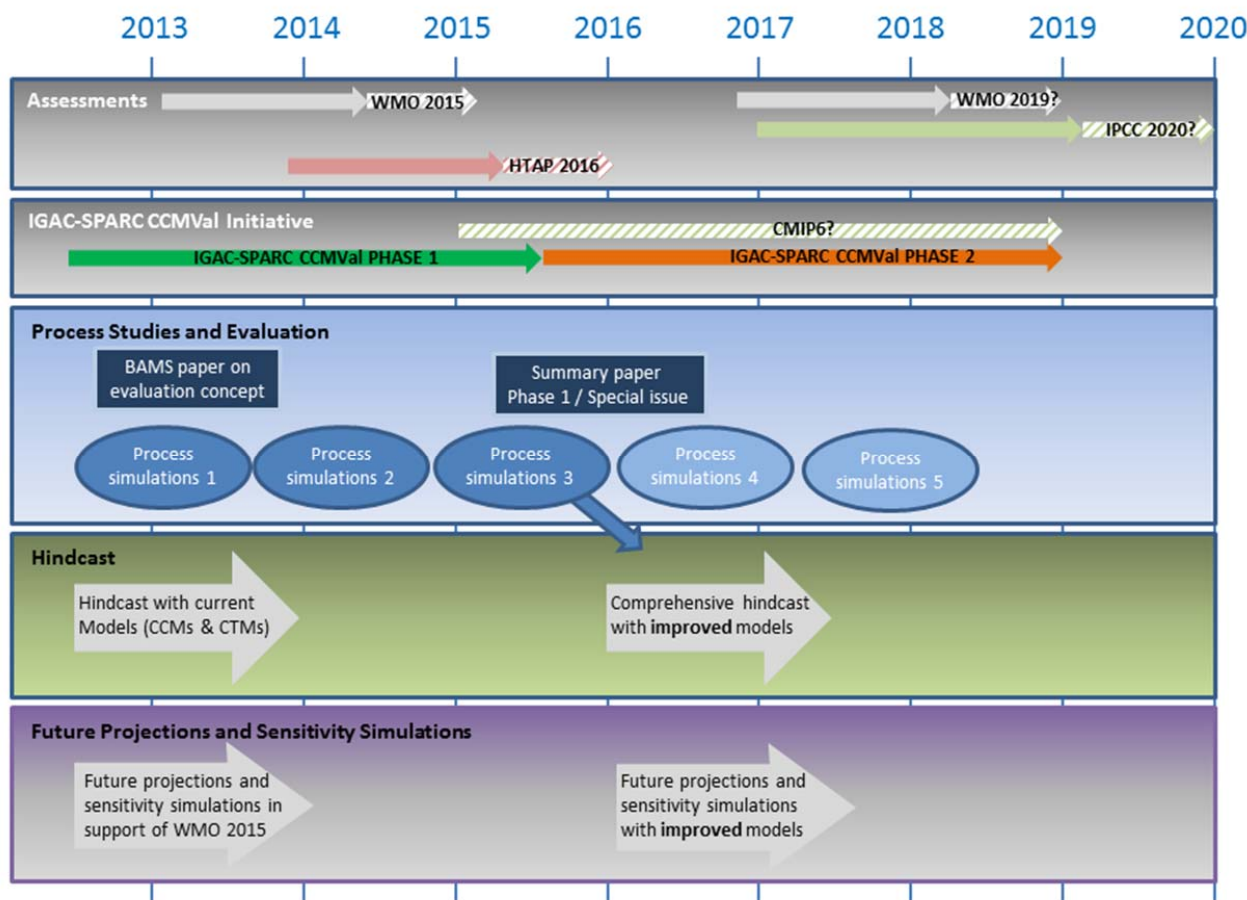 2013 2014 2015 2016 2017 2018 2019 2020
Assessments
WMO 2015
WMO 2019?
IPCC 2020?
HTAP 2016
IGAC-SPARC CCMVal Initiative
CMIP6?
IGAC-SPARC CCMVal PHASE 1
IGAC-SPARC CCMVal PHASE 2
Process Studies and Evaluation
BAMS paper on
evaluation concept
Summary paper
Phase 1 / Special issue
Process
simulations 1
Process
simulations 2
Process
simulations 3
Process
simulations 4
Process
simulations 5
Hindcast
Hindcast with current
Models (CCMs & CTMs)
Comprehensive hindcast
with improved models
Future Projections and Sensitivity Simulations
Future projections and
sensitivity simulations in
support of WMO 2015
Future projections and
sensitivity simulations
with improved models